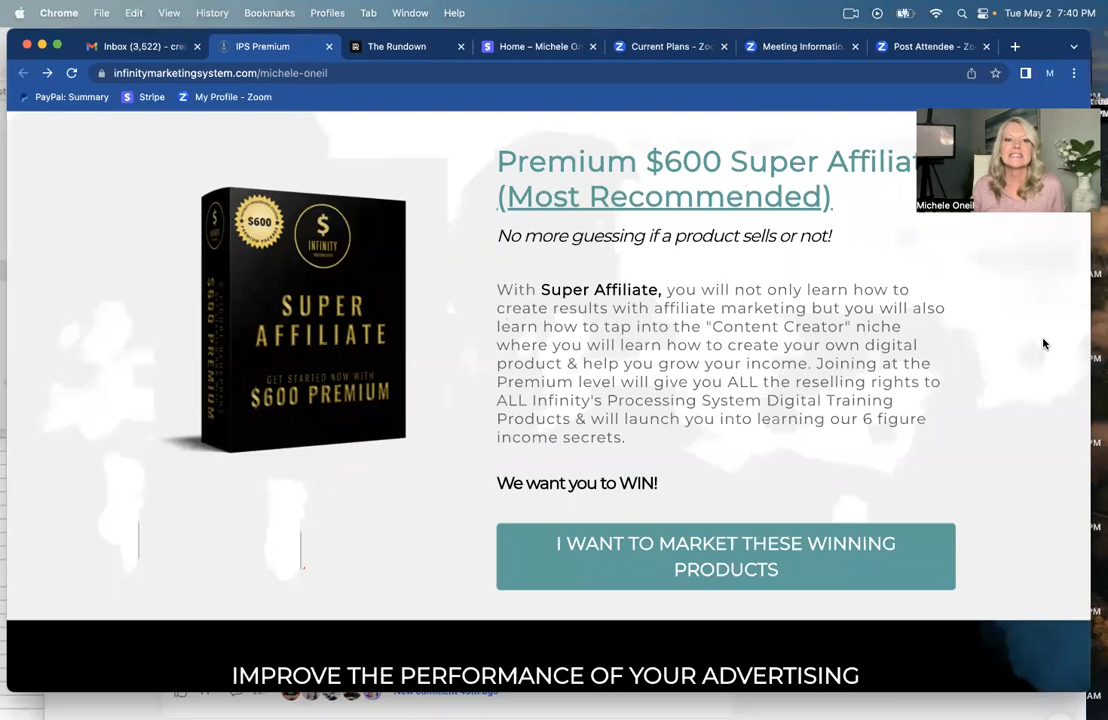 Chrome File Edit View History Bookmarks Profiles Tab Window Help Tue May 2 7:40 PM
Inbox (3,522) – cre IPS Premium The Rundown Home – Michele O Current Plans - Zo Meeting Informatio Post Attendee - Zo
infinitymarketingsystem.com/michele-oneil M
PayPal: Summary Stripe My Profile - Zoom
Premium $600 Super Affilia
(Most Recommended)
Michele Oneil
No more guessing if a product sells or not!
$600
$
INFINITY
SUPER
AFFILIATE
GET STARTED NOW WITH
$600 PREMIUM
$600 PREMIUM
With Super Affiliate, you will not only learn how to
create results with affiliate marketing but you will also
learn how to tap into the "Content Creator" niche
where you will learn how to create your own digital
product & help you grow your income. Joining at the
Premium level will give you ALL the reselling rights to
ALL Infinity's Processing System Digital Training
Products & will launch you into learning our 6 figure
income secrets.
We want you to WIN!
I WANT TO MARKET THESE WINNING
PRODUCTS
IMPROVE THE PERFORMANCE OF YOUR ADVERTISING